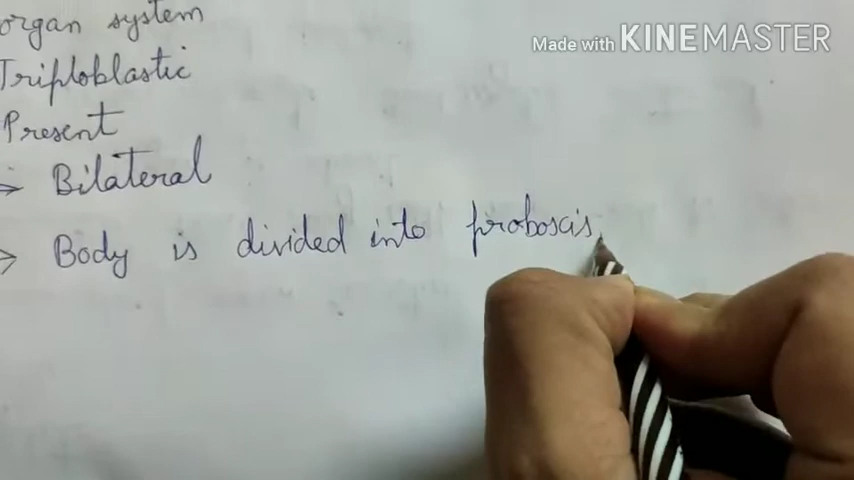 organ system
Made with KINEMASTER
Triploblastic
Present
→ Bilateral
→ Body is divided into proboscis,